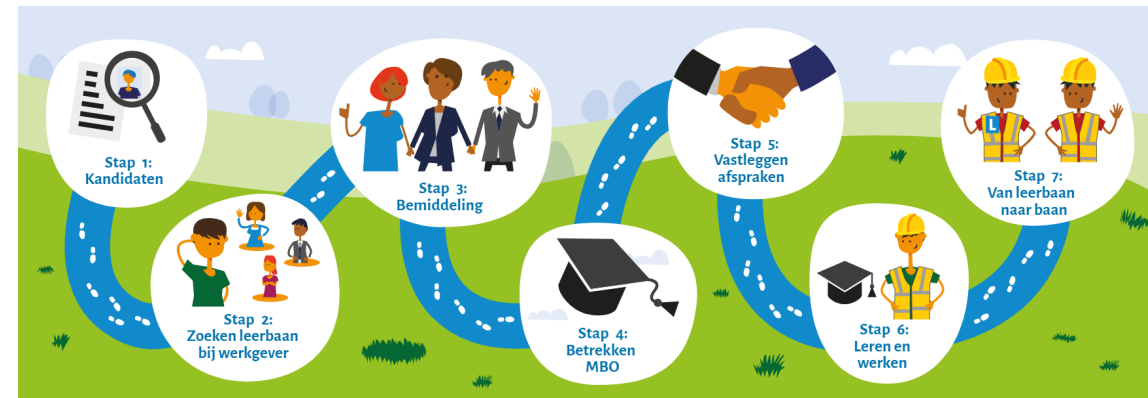 Stap 1:
Kandidaten
Stap 2:
Zoeken leerbaan
bij werkgever
Stap 3:
Bemiddeling
Stap 4:
Betrekken
MBO
Stap 5:
Vastleggen
afspraken
Stap 6:
Leren en
werken
L
Stap 7:
Van leerbaan
naar baan